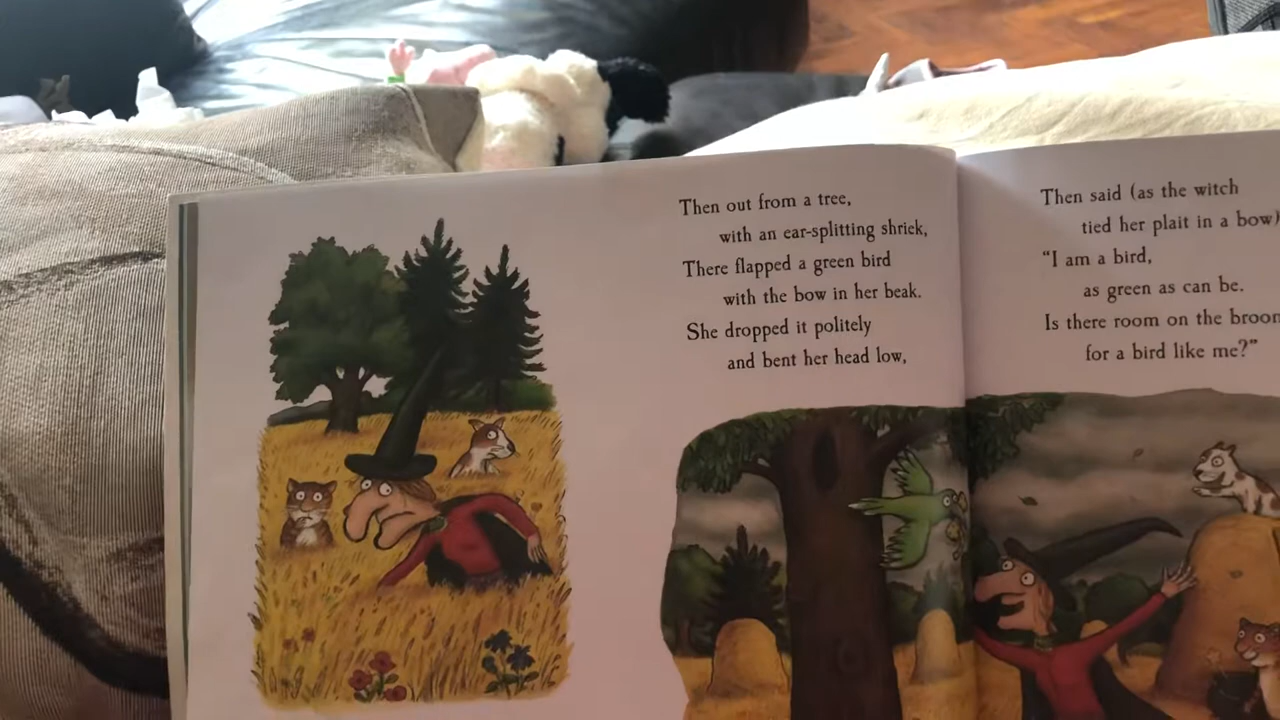 Then out from a tree,
with an ear-splitting shriek,
There flapped a green bird
with the bow in her beak.
She dropped it politely
and bent her head low,
Then said (as the witch
tied her plait in a bow)
"I am a bird,
as green as can be.
Is there room on the broom
for a bird like me?"